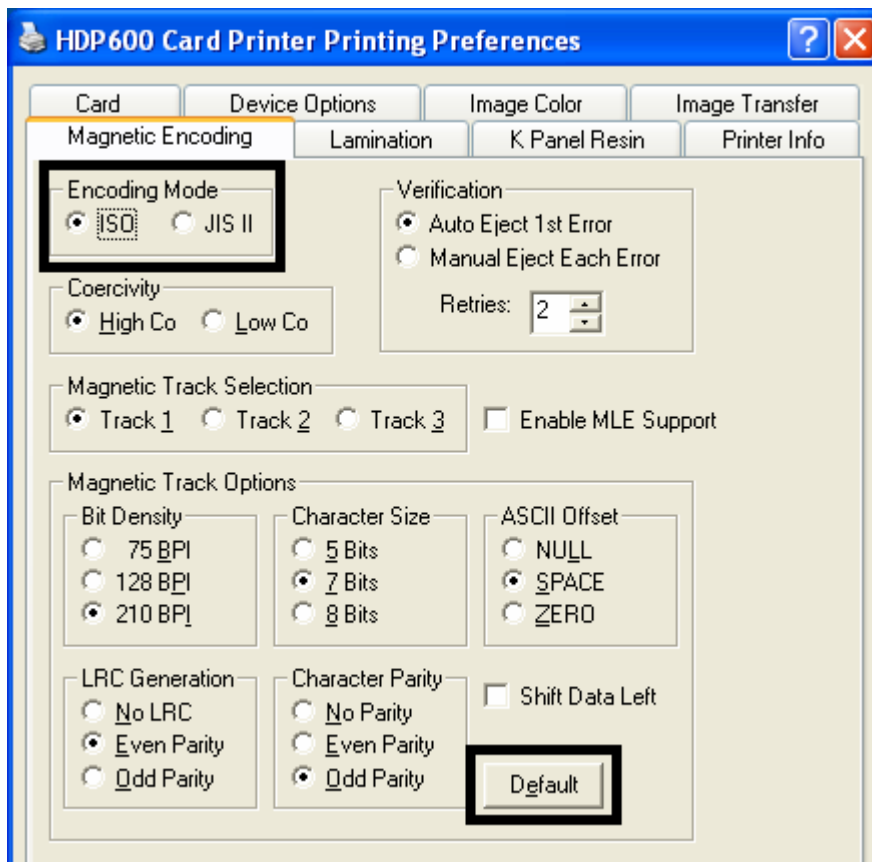 HDP600 Card Printer Printing Preferences
Card Device Options Image Color Image Transfer
Magnetic Encoding Lamination K Panel Resin Printer Info
Encoding Mode
ISO JIS II
Verification
Auto Eject 1st Error
Manual Eject Each Error
Retries: 2
Coercivity
High Co Low Co
Magnetic Track Selection
Track 1 Track 2 Track 3
Enable MLE Support
Magnetic Track Options
Bit Density
75 BPI
128 BPI
210 BPI
Character Size
5 Bits
7 Bits
8 Bits
ASCII Offset
NULL
SPACE
ZERO
LRC Generation
No LRC
Even Parity
Odd Parity
Character Parity
No Parity
Even Parity
Odd Parity
Shift Data Left
Default